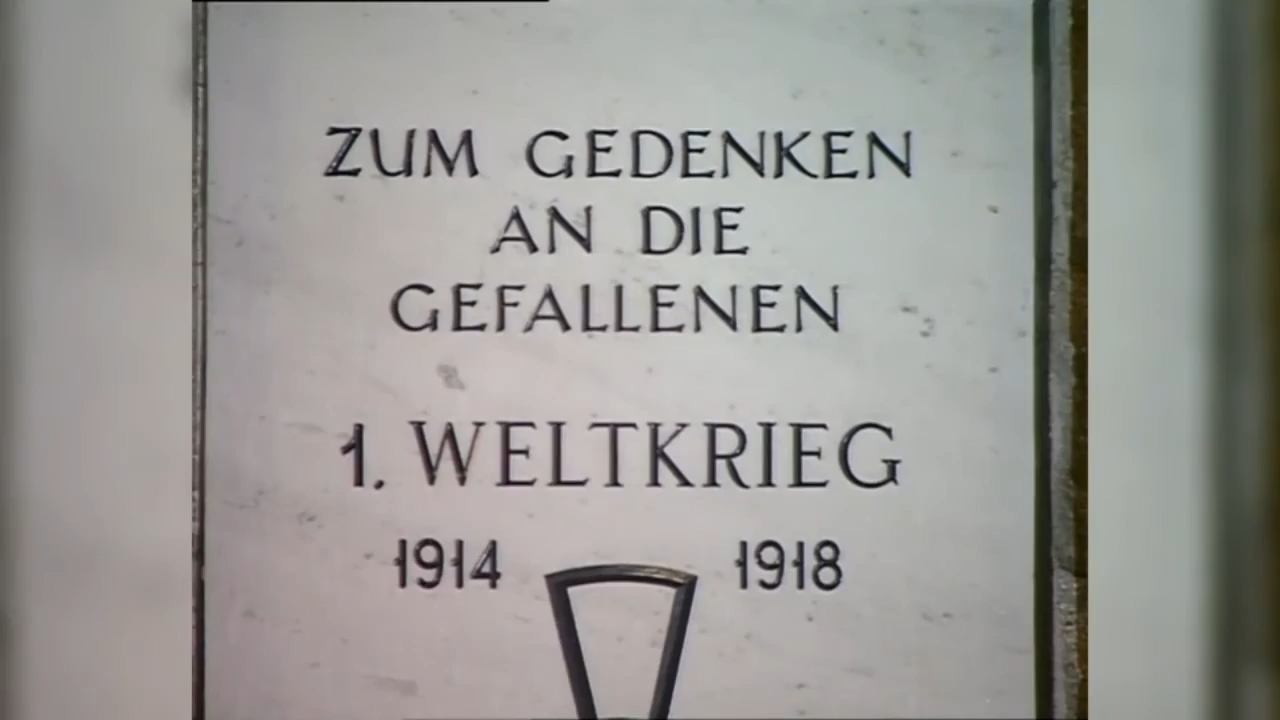 ZUM GEDENKEN
AN DIE
GEFALLENEN
1. WELTKRIEG
1914 1918